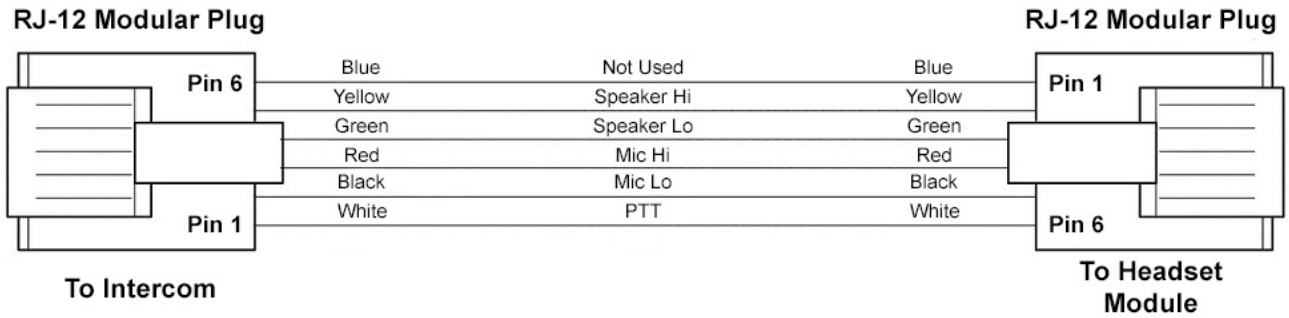 RJ-12 Modular Plug RJ-12 Modular Plug
Pin 6 Blue Not Used Blue Pin 1
Yellow Speaker Hi Yellow
Green Speaker Lo Green
Red Mic Hi Red
Black Mic Lo Black
Pin 1 White PTT White Pin 6
To Intercom To Headset
Module